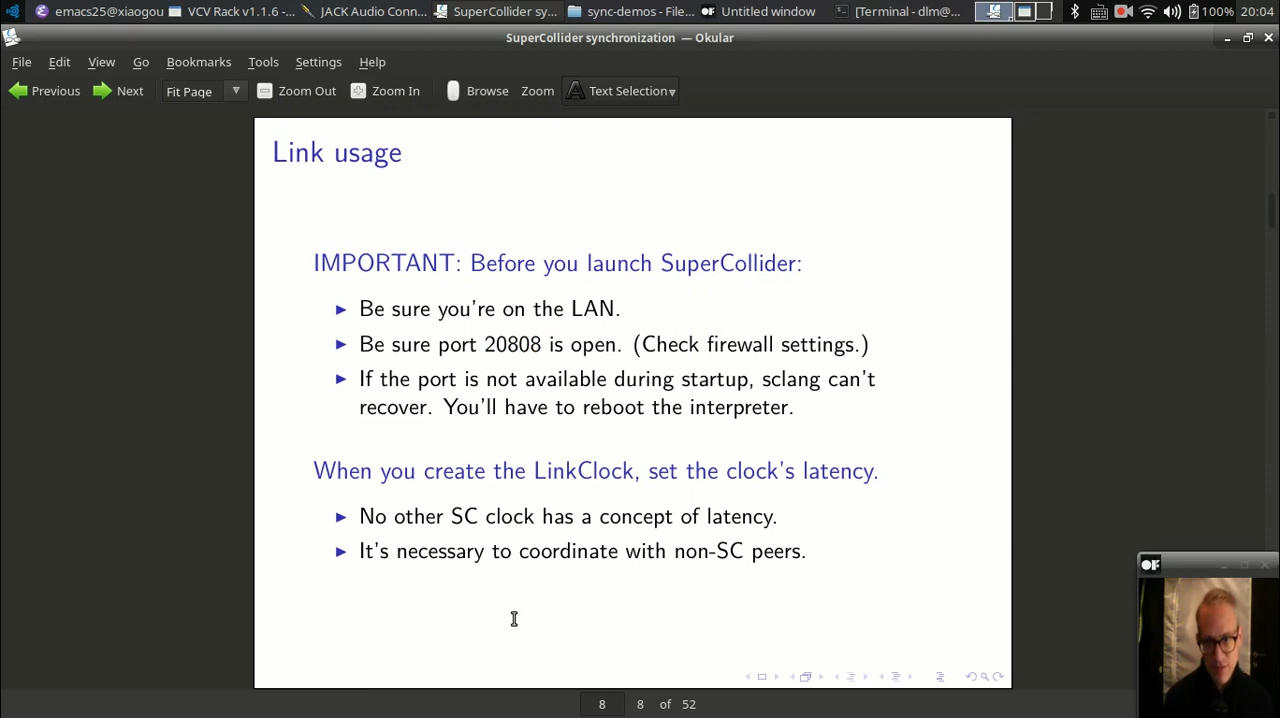 emacs25@xiaogou VCV Rack v1.1.6 -... JACK Audio Conn... SuperCollider sy... sync-demos - File... Untitled window [Terminal - dlm@... 100% 20:04
SuperCollider synchronization — Okular
File Edit View Go Bookmarks Tools Settings Help
Previous Next Fit Page Zoom Out Zoom In Browse Zoom Text Selection
Link usage
IMPORTANT: Before you launch SuperCollider:
Be sure you're on the LAN.
Be sure port 20808 is open. (Check firewall settings.)
If the port is not available during startup, sclang can't
recover. You'll have to reboot the interpreter.
When you create the LinkClock, set the clock's latency.
No other SC clock has a concept of latency.
It's necessary to coordinate with non-SC peers.
8 8 of 52